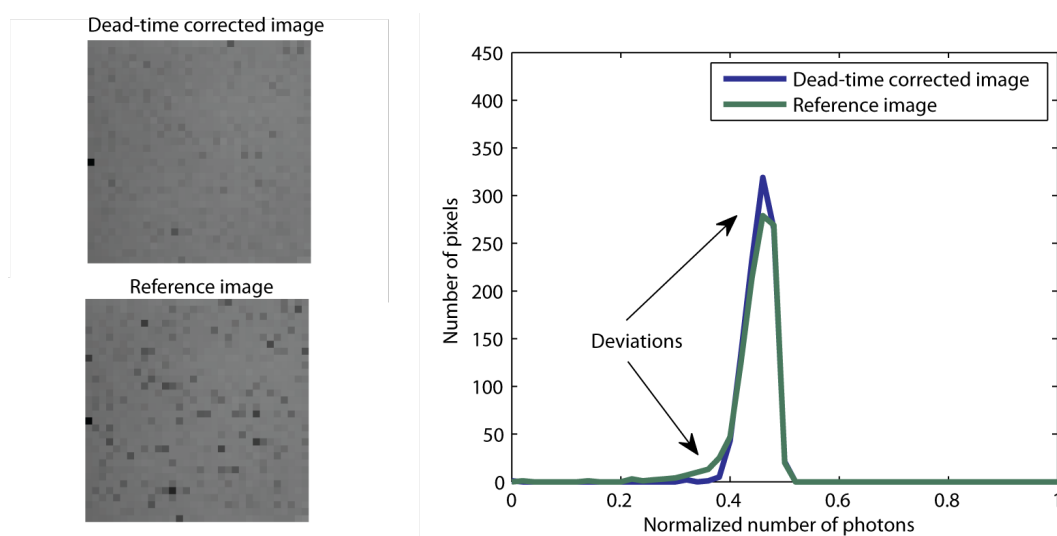 Dead-time corrected image
Reference image
450
400
350
300
250
200
150
100
50
0
Number of pixels
Dead-time corrected image
Reference image
Deviations
0
0.2
0.4
0.6
0.8
1
Normalized number of photons